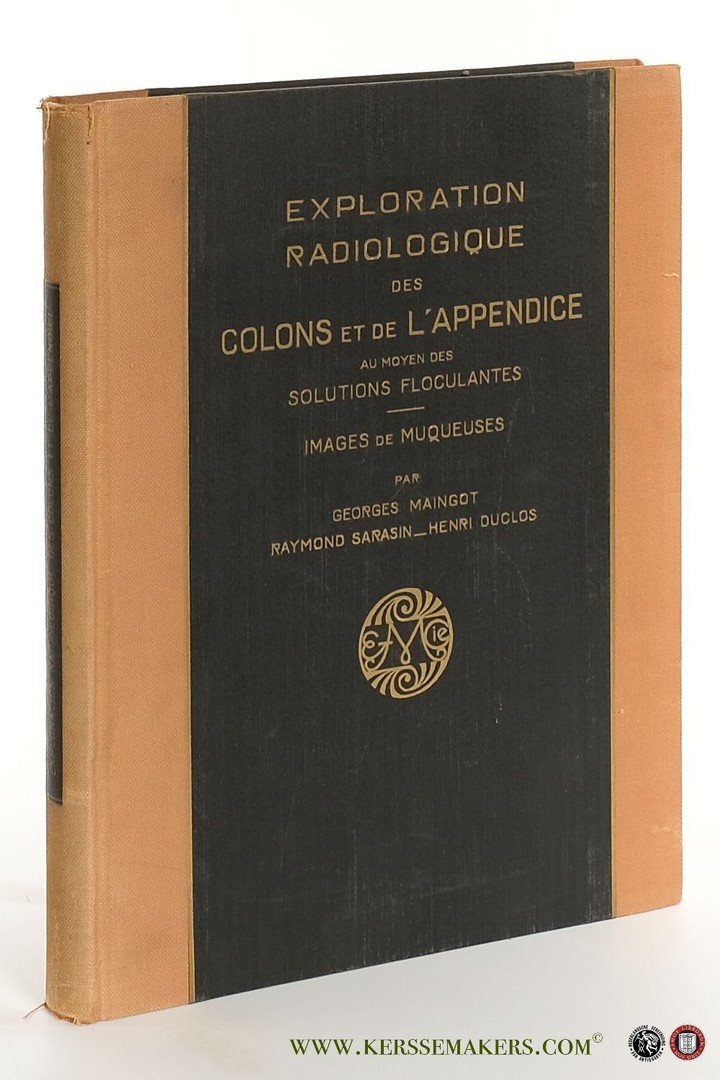 EXPLORATION
RADIOLOGIQUE
DES
COLONS ET DE L'APPENDICE
AU MOYEN DES
SOLUTIONS FLOCULANTES
IMAGES DE MUQUEUSES
PAR
GEORGES MAINGOT
RAYMOND SARASIN_HENRI DUCLOS
WWW.KERSSEMAKERS.COM©